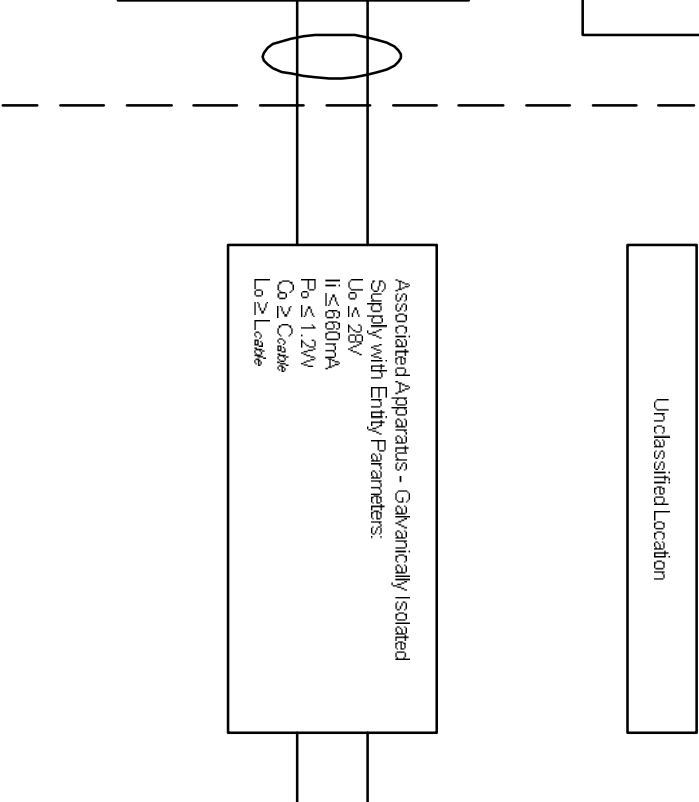 Associated Apparatus - Galvanically Isolated
Supply with Entity Parameters:
Uo ≤ 28V
Ii ≤ 660mA
Po ≤ 1.2W
Co ≥ Ccable
Lo ≥ Lcable
Unclassified Location